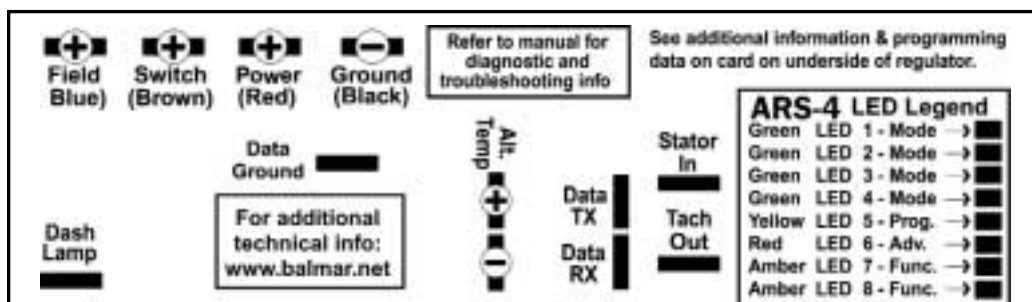 Field
Blue)
Switch
(Brown)
Power
(Red)
Ground
(Black)
Refer to manual for
diagnostic and
troubleshooting info
See additional information & programming
data on card on underside of regulator.
Data
Ground
Alt.
Temp
Stator
In
Data
TX
Tach
Out
Data
RX
Dash
Lamp
For additional
technical info:
www.balmar.net
ARS-4 LED Legend
Green LED 1 - Mode
Green LED 2 - Mode
Green LED 3 - Mode
Green LED 4 - Mode
Yellow LED 5 - Prog.
Red LED 6 - Adv.
Amber LED 7 - Func.
Amber LED 8 - Func.